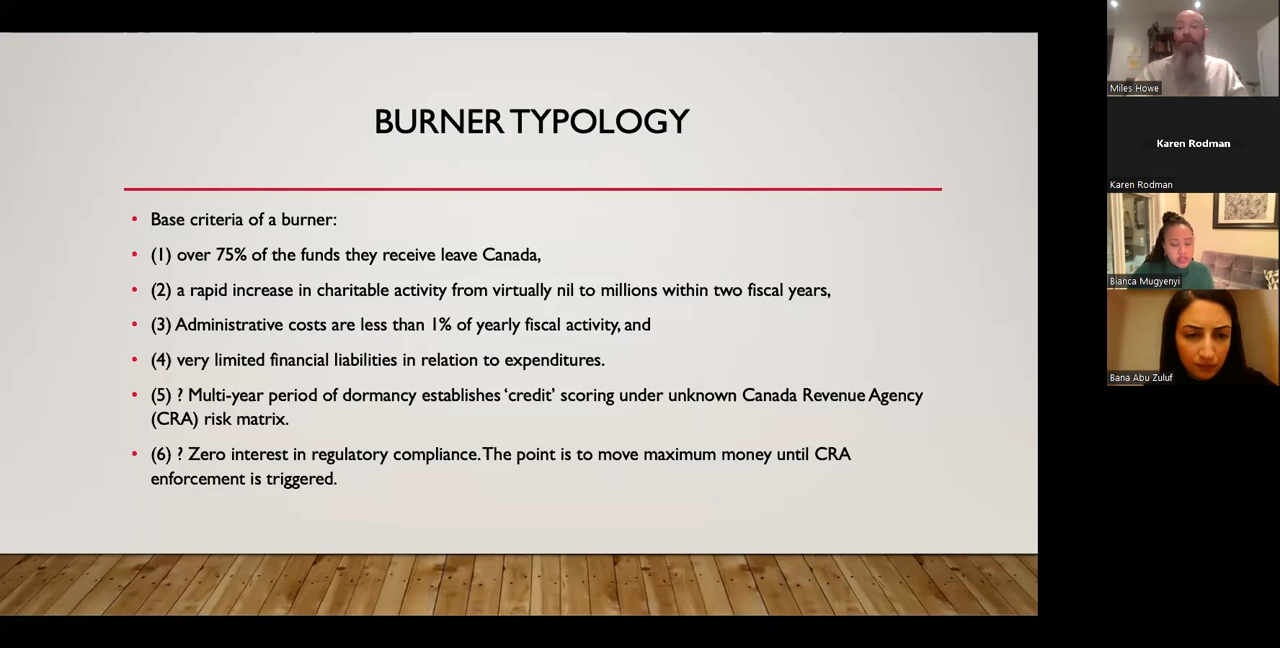 BURNER TYPOLOGY
• Base criteria of a burner:
• (1) over 75% of the funds they receive leave Canada,
• (2) a rapid increase in charitable activity from virtually nil to millions within two fiscal years,
• (3) Administrative costs are less than 1% of yearly fiscal activity, and
• (4) very limited financial liabilities in relation to expenditures.
• (5) ? Multi-year period of dormancy establishes ‘credit’ scoring under unknown Canada Revenue Agency
(CRA) risk matrix.
• (6) ? Zero interest in regulatory compliance. The point is to move maximum money until CRA
enforcement is triggered.
Miles Howe
Karen Rodman
Karen Rodman
Bianca Mugyenyi
Bana Abu Zuluf